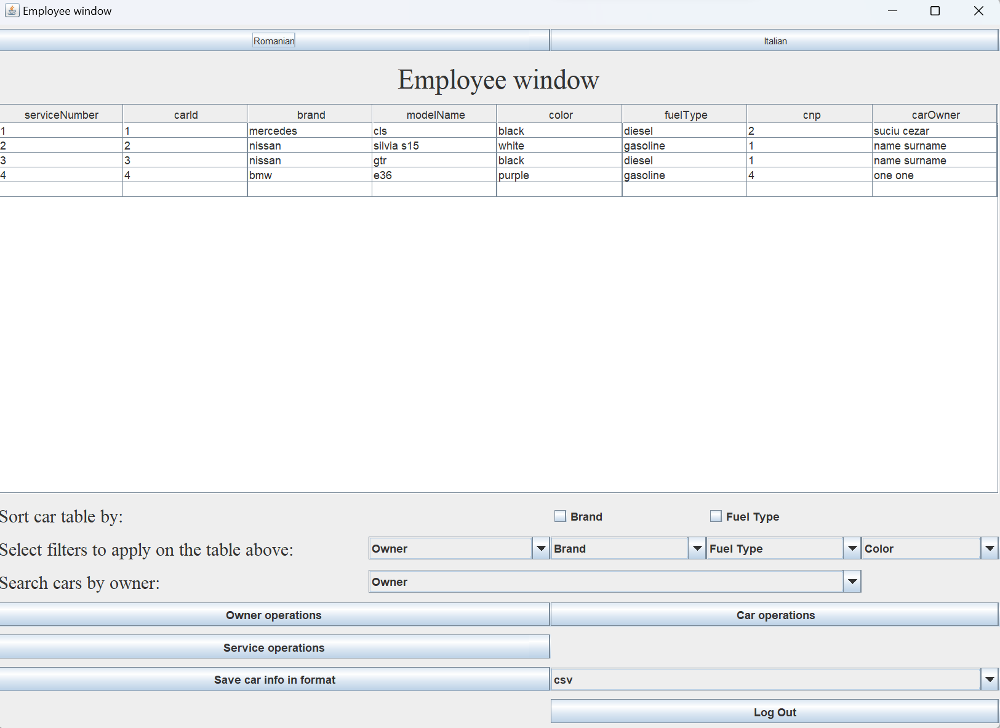 Employee window
Romanian Italian
Employee window
serviceNumber carId brand modelName color fuelType cnp carOwner
1 1 mercedes cls black diesel 2 suciu cezar
2 2 nissan silvia s15 white gasoline 1 name surname
3 3 nissan gtr black diesel 1 name surname
4 4 bmw e36 purple gasoline 4 one one
Sort car table by: Brand Fuel Type
Select filters to apply on the table above: Owner Brand Fuel Type Color
Search cars by owner: Owner
Owner operations Car operations
Service operations
Save car info in format csv
Log Out